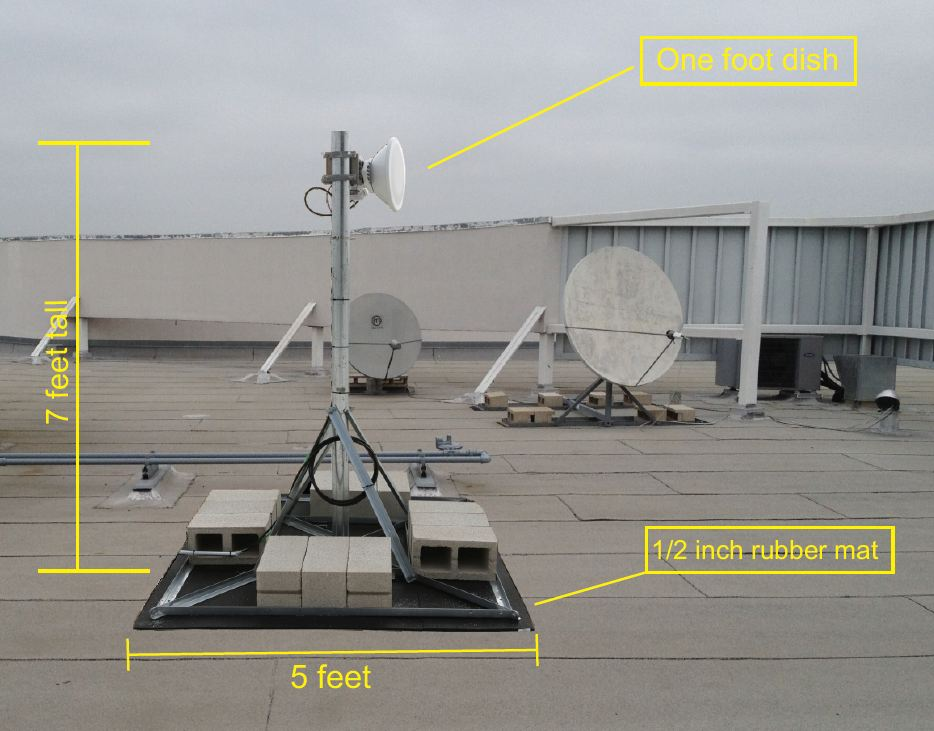 One foot dish
7 feet tall
1/2 inch rubber mat
5 feet